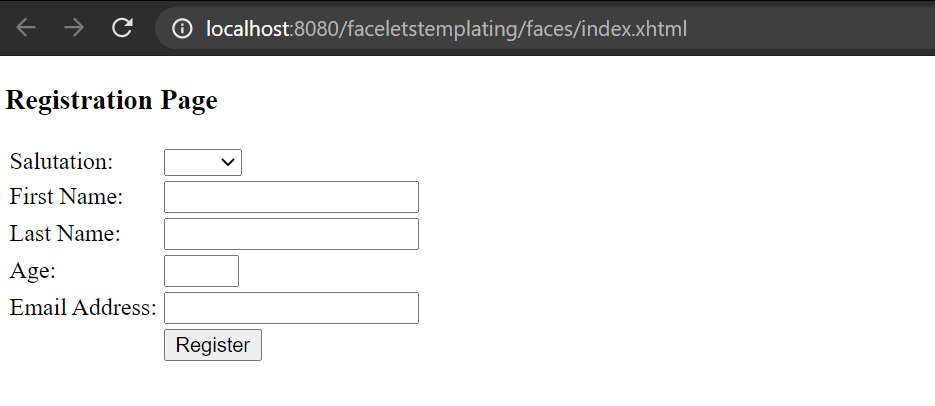 localhost:8080/faceletstemplating/faces/index.xhtml
Registration Page
Salutation:
First Name:
Last Name:
Age:
Email Address:
Register